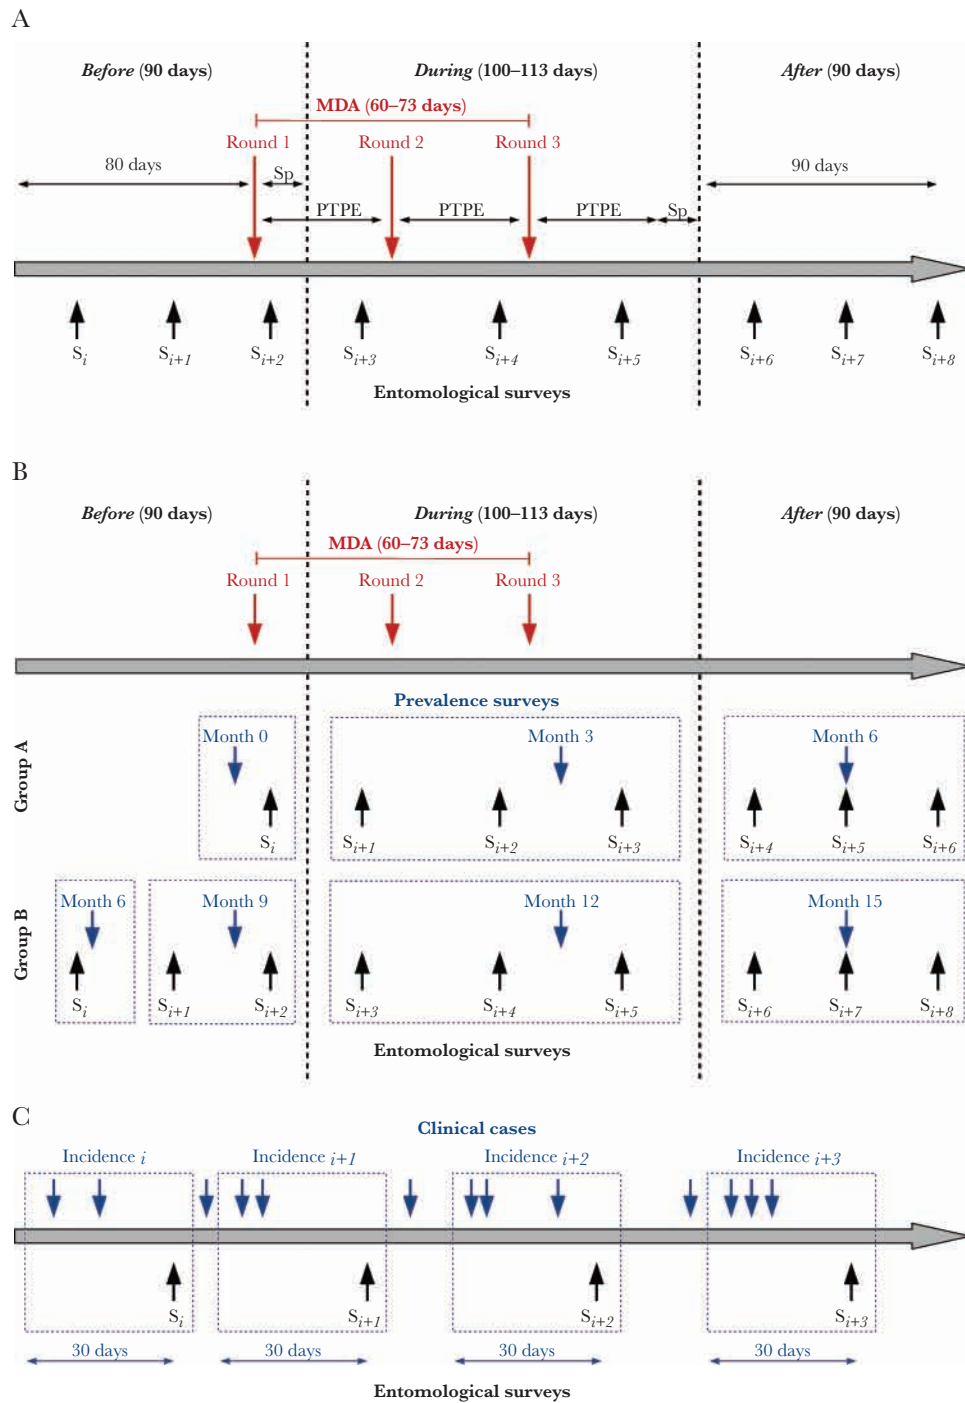 A
Before (90 days) During (100–113 days) After (90 days)
MDA (60–73 days)
Round 1 Round 2 Round 3
80 days Sp 90 days
PTPE PTPE PTPE Sp
Si Si+1 Si+2 Si+3 Si+4 Si+5 Si+6 Si+7 Si+8
Entomological surveys
B
Before (90 days) During (100–113 days) After (90 days)
MDA (60–73 days)
Round 1 Round 2 Round 3
Prevalence surveys
Group A
Month 0 Month 3 Month 6
Si Si+1 Si+2 Si+3 Si+4 Si+5 Si+6
Group B
Month 6 Month 9 Month 12 Month 15
Si Si+1 Si+2 Si+3 Si+4 Si+5 Si+6 Si+7 Si+8
Entomological surveys
C
Clinical cases
Incidence i Incidence i+1 Incidence i+2 Incidence i+3
Si Si+1 Si+2 Si+3
30 days 30 days 30 days 30 days
Entomological surveys